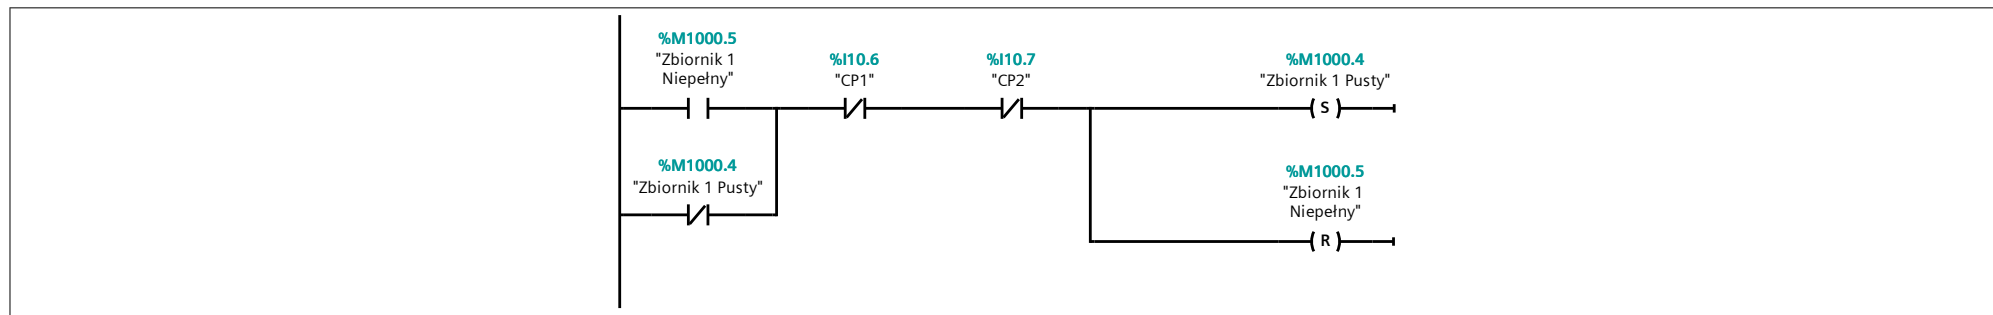 %M1000.5
"Zbiornik 1
Niepełny"
%I10.6
"CP1"
%I10.7
"CP2"
%M1000.4
"Zbiornik 1 Pusty"
S
%M1000.4
"Zbiornik 1 Pusty"
%M1000.5
"Zbiornik 1
Niepełny"
R